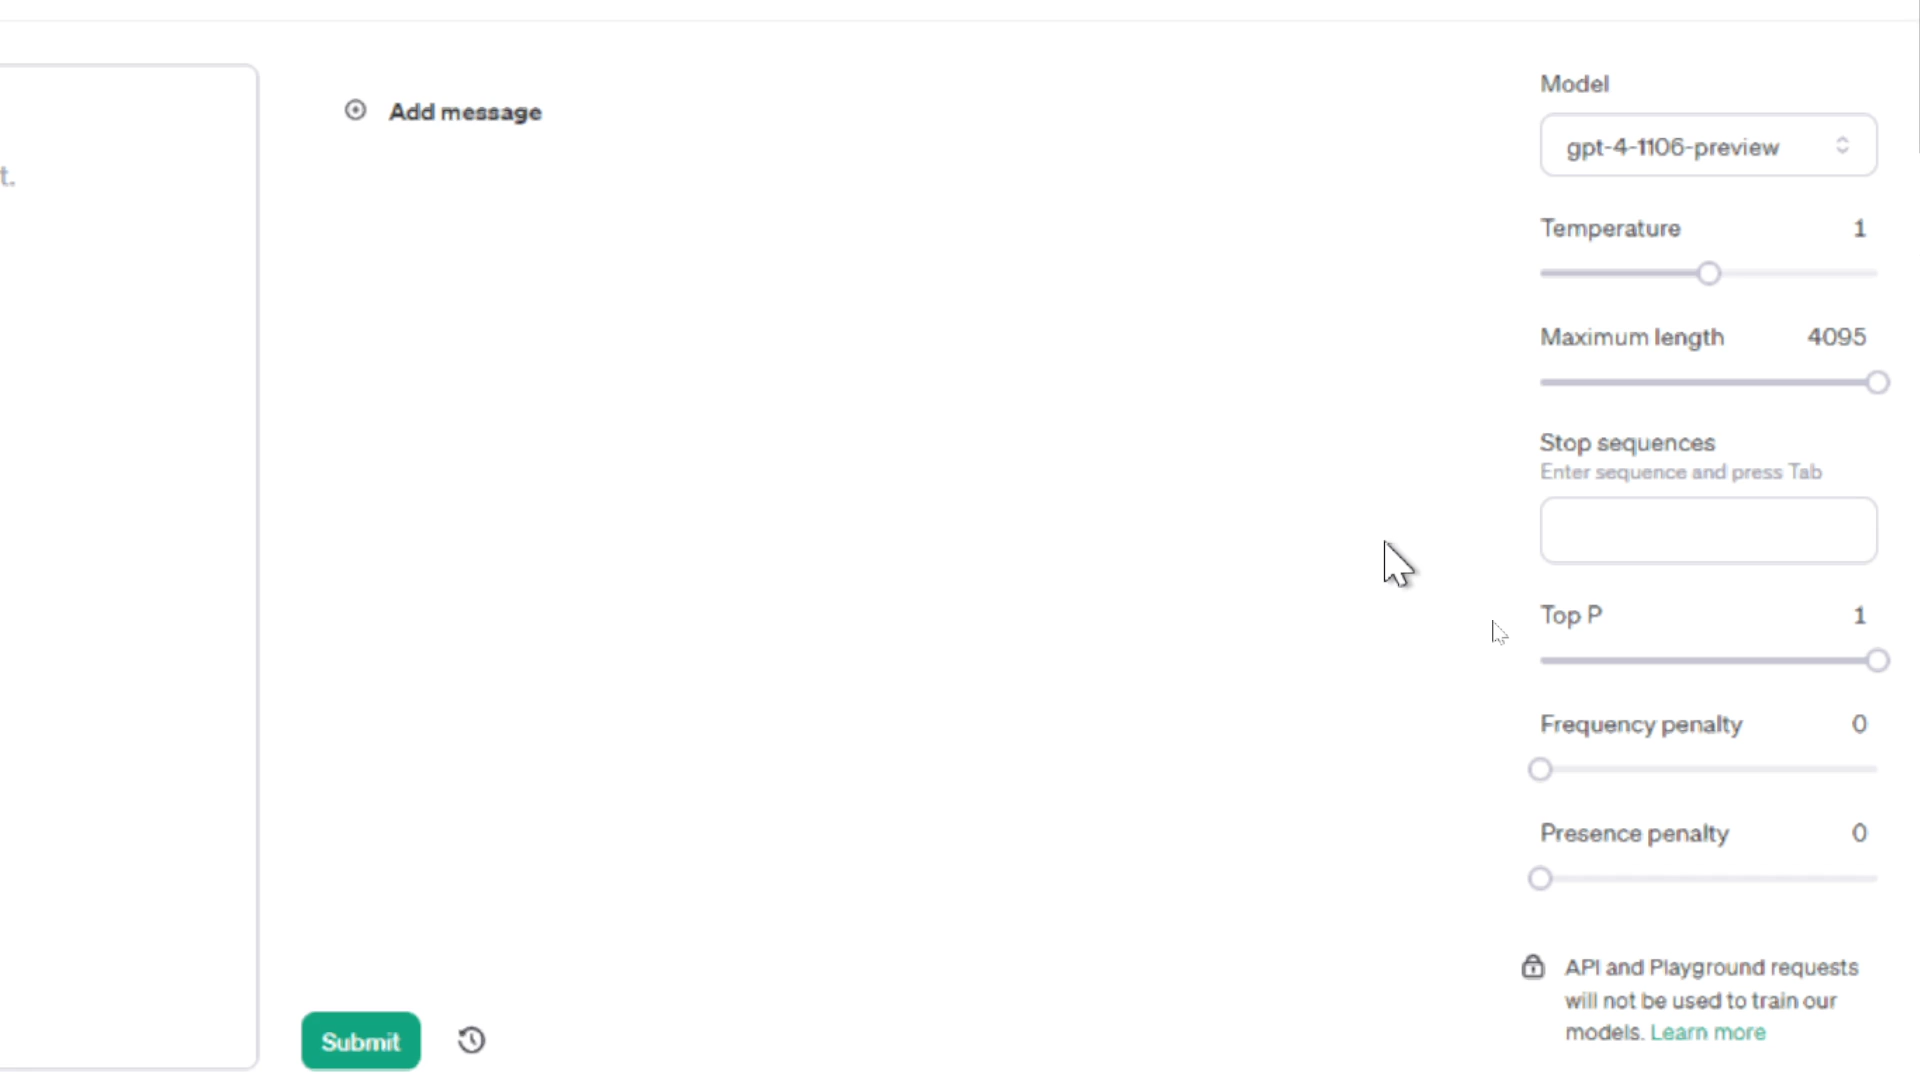 t.
Add message
Submit
Model
gpt-4-1106-preview
Temperature 1
Maximum length 4095
Stop sequences
Enter sequence and press Tab
Top P 1
Frequency penalty 0
Presence penalty 0
API and Playground requests
will not be used to train our
models. Learn more